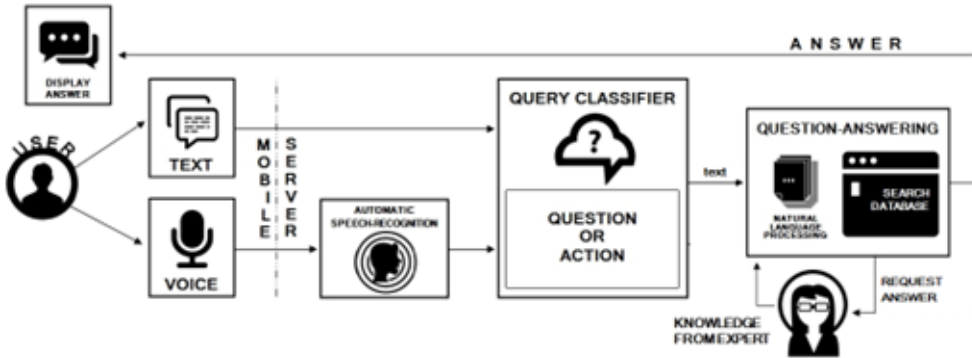 ANSWER
DISPLAY
ANSWER
USER
TEXT
VOICE
MOBILE
SERVER
AUTOMATIC
SPEECH-RECOGNITION
QUERY CLASSIFIER
?
QUESTION
OR
ACTION
text
QUESTION-ANSWERING
NATURAL
LANGUAGE
PROCESSING
SEARCH
DATABASE
REQUEST
ANSWER
KNOWLEDGE
FROM EXPERT